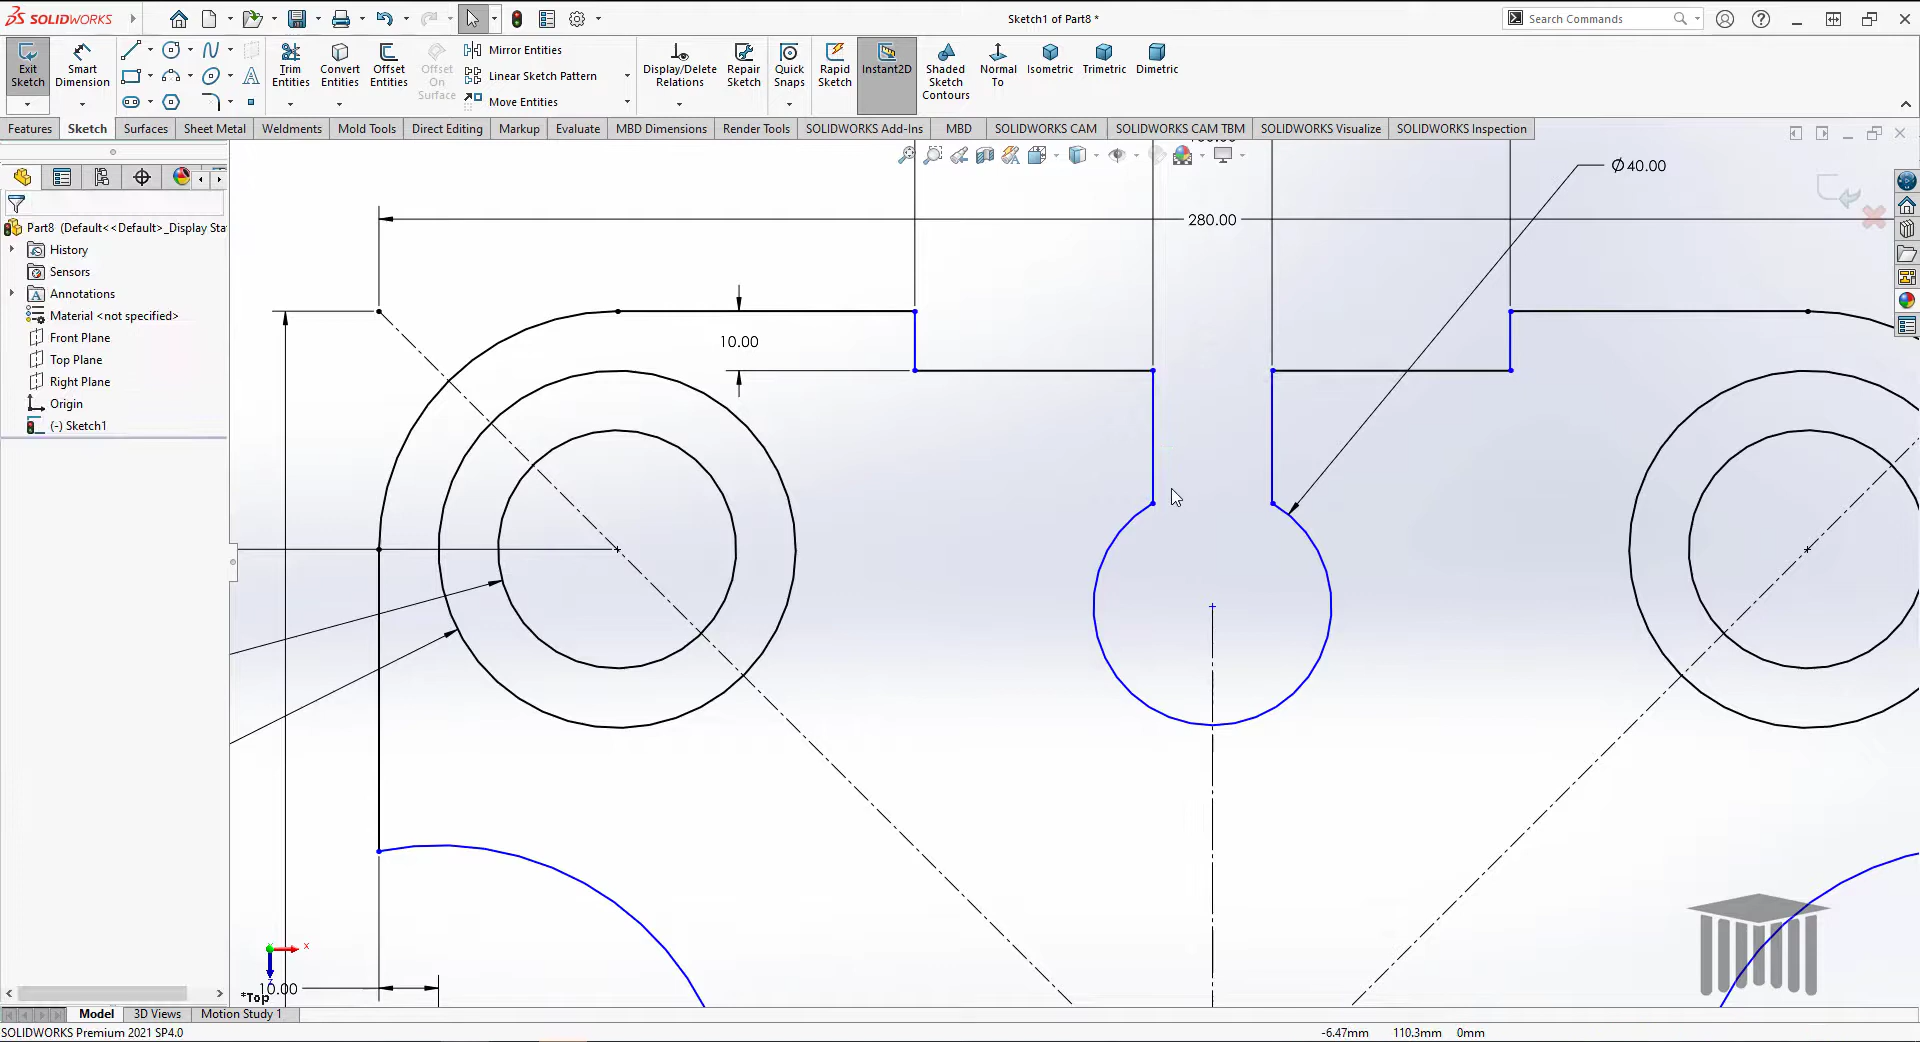 SOLIDWORKS
Sketch1 of Part8 *
Search Commands
Exit Sketch
Smart Dimension
Trim Entities
Convert Entities
Offset Entities
Offset On Surface
Mirror Entities
Linear Sketch Pattern
Move Entities
Display/Delete Relations
Repair Sketch
Quick Snaps
Rapid Sketch
Instant2D
Shaded Sketch Contours
Normal To
Isometric
Trimetric
Dimetric
Features
Sketch
Surfaces
Sheet Metal
Weldments
Mold Tools
Direct Editing
Markup
Evaluate
MBD Dimensions
Render Tools
SOLIDWORKS Add-Ins
MBD
SOLIDWORKS CAM
SOLIDWORKS CAM TBM
SOLIDWORKS Visualize
SOLIDWORKS Inspection
Part8 (Default<<Default>_Display Sta
History
Sensors
Annotations
Material <not specified>
Front Plane
Top Plane
Right Plane
Origin
(-) Sketch1
Ø40.00
280.00
10.00
10.00
X
*Top
Model
3D Views
Motion Study 1
SOLIDWORKS Premium 2021 SP4.0
-6.47mm
110.3mm
0mm